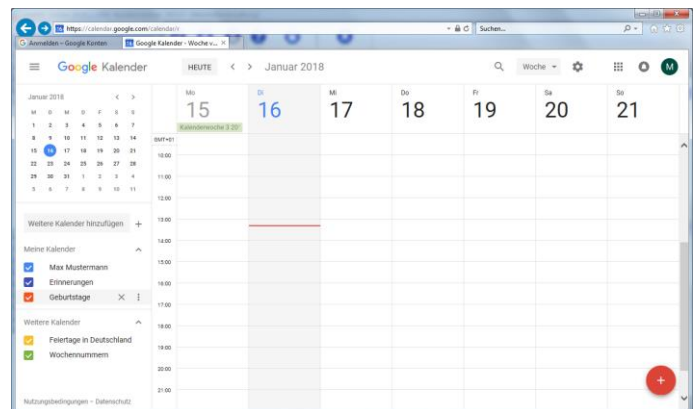 https://calendar.google.com/calendar/r
Suchen...
Anmelden – Google Konten
Google Kalender - Woche v...
Google Kalender
HEUTE
Januar 2018
Woche
M
Januar 2018
M D M D F S S
1 2 3 4 5 6 7
8 9 10 11 12 13 14
15 16 17 18 19 20 21
22 23 24 25 26 27 28
29 30 31 1 2 3 4
5 6 7 8 9 10 11
Weitere Kalender hinzufügen +
Meine Kalender
Max Mustermann
Erinnerungen
Geburtstage
Weitere Kalender
Feiertage in Deutschland
Wochennummern
Nutzungsbedingungen – Datenschutz
Mo Di Mi Do Fr Sa So
15 16 17 18 19 20 21
Kalenderwoche 3 20
GMT+01
10:00
11:00
12:00
13:00
14:00
15:00
16:00
17:00
18:00
19:00
20:00
21:00
+